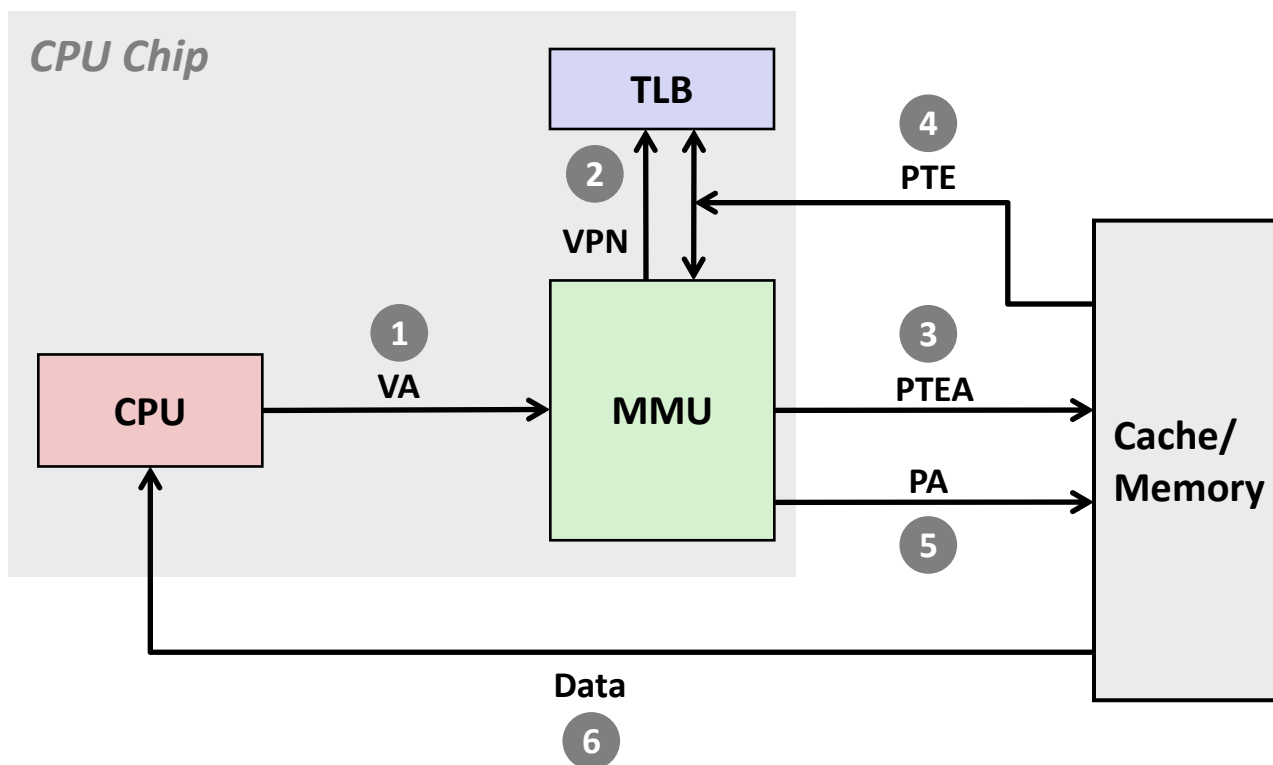 CPU Chip
TLB
4
PTE
2
VPN
1
VA
3
PTEA
CPU
MMU
Cache/
Memory
PA
5
Data
6